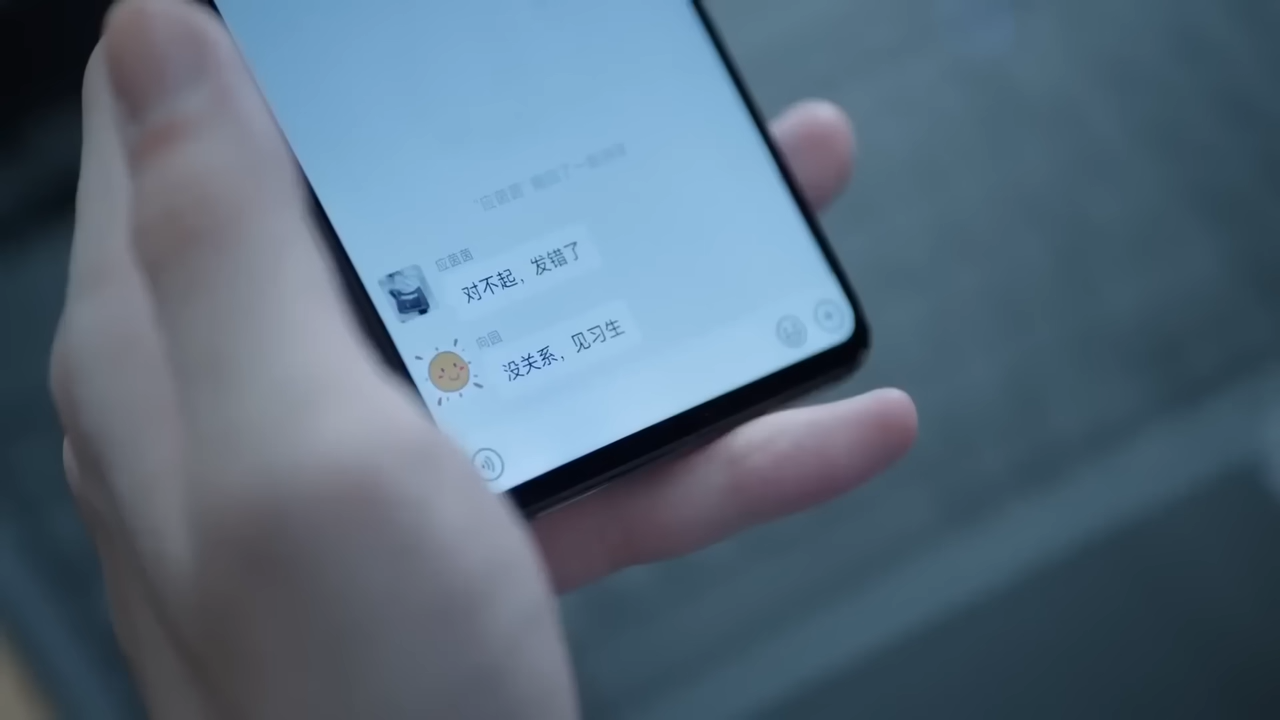 应茵茵
对不起，发错了
向园
没关系，见习生